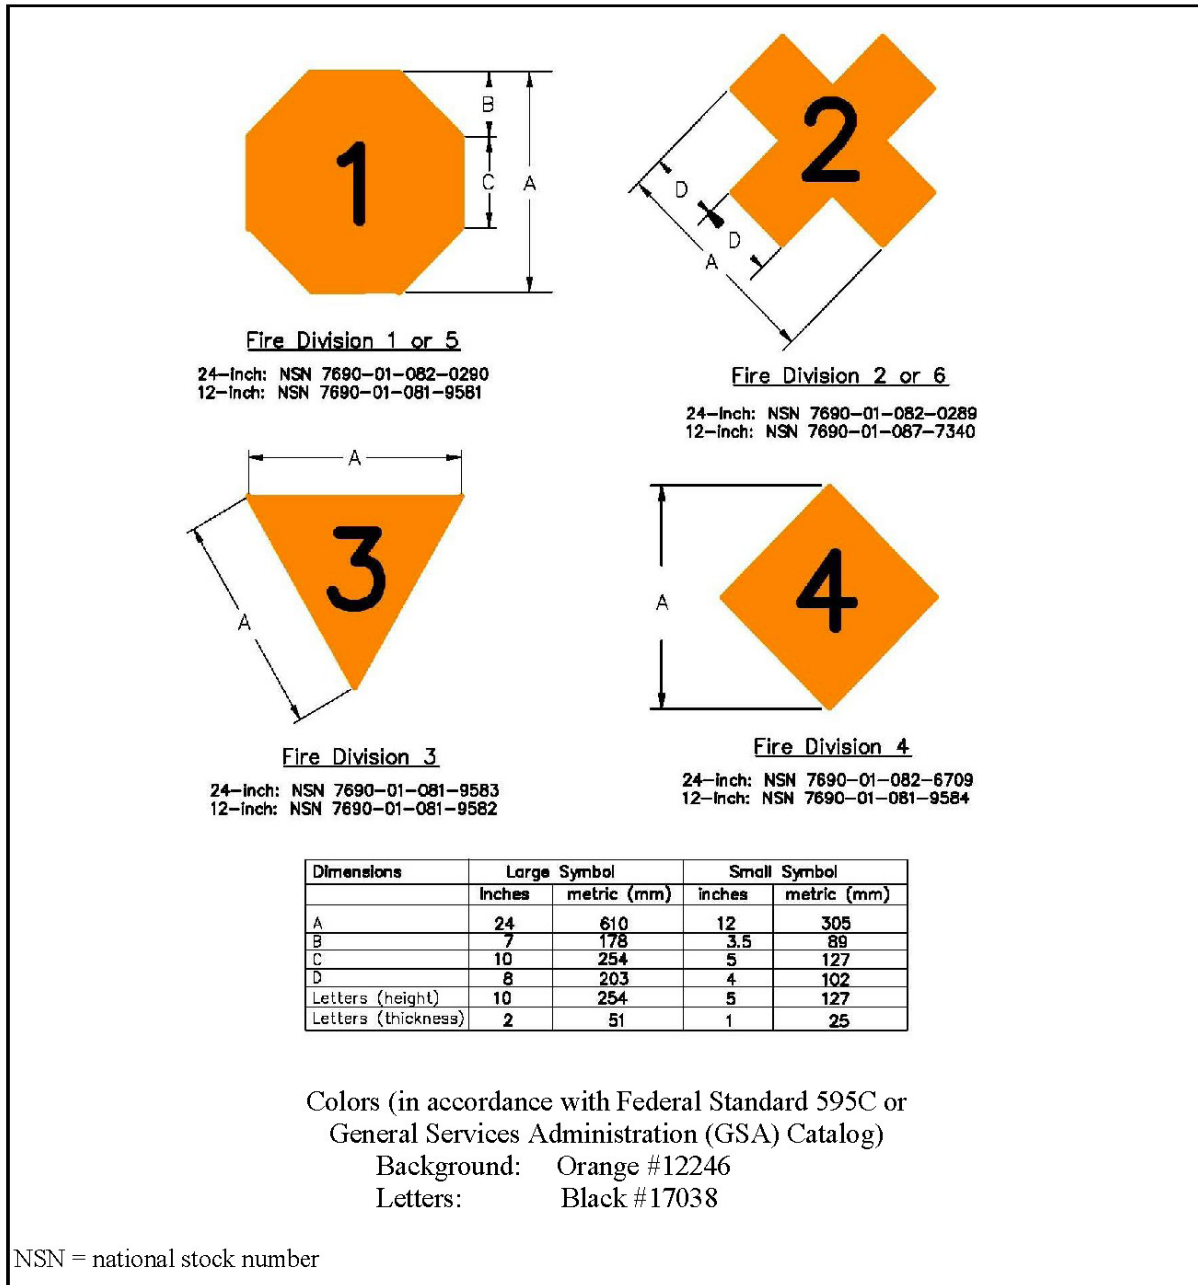 1
B
C
A
Fire Division 1 or 5
24-inch: NSN 7690-01-082-0290
12-inch: NSN 7690-01-081-9581
2
D
D
A
Fire Division 2 or 6
24-inch: NSN 7690-01-082-0289
12-inch: NSN 7690-01-087-7340
A
3
A
Fire Division 3
24-inch: NSN 7690-01-081-9583
12-inch: NSN 7690-01-081-9582
A
4
Fire Division 4
24-inch: NSN 7690-01-082-6709
12-inch: NSN 7690-01-081-9584
Dimensions Large Symbol Small Symbol
inches metric (mm) inches metric (mm)
A 24 610 12 305
B 7 178 3.5 89
C 10 254 5 127
D 8 203 4 102
Letters (height) 10 254 5 127
Letters (thickness) 2 51 1 25
Colors (in accordance with Federal Standard 595C or
General Services Administration (GSA) Catalog)
Background: Orange #12246
Letters: Black #17038
NSN = national stock number